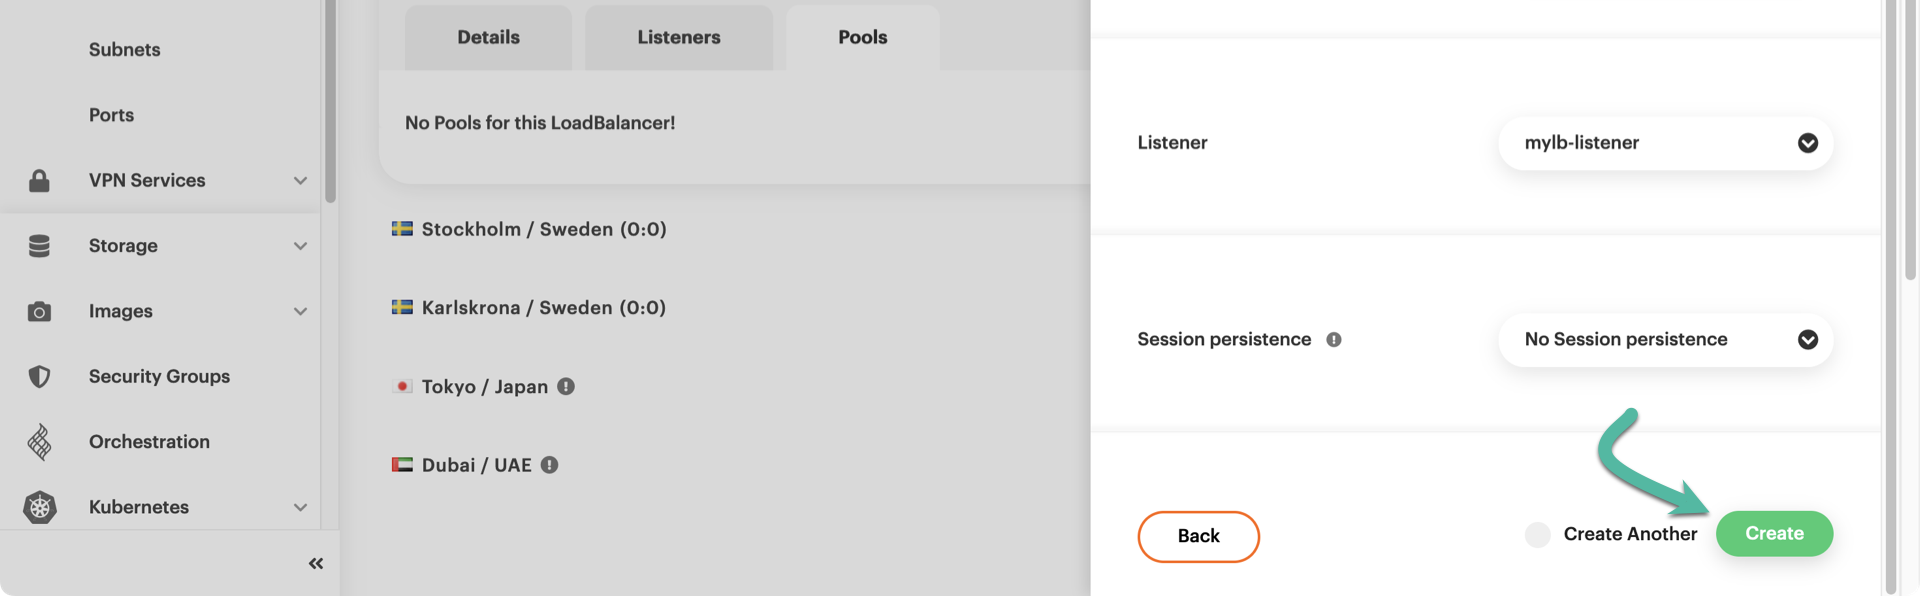 Subnets
Ports
VPN Services
Storage
Images
Security Groups
Orchestration
Kubernetes
«
Details
Listeners
Pools
No Pools for this LoadBalancer!
Stockholm / Sweden (0:0)
Karlskrona / Sweden (0:0)
Tokyo / Japan
Dubai / UAE
Listener
mylb-listener
Session persistence
No Session persistence
Back
Create Another
Create